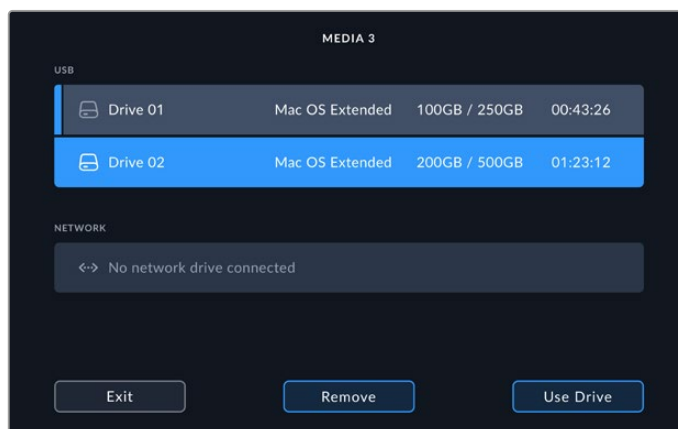 MEDIA 3
USB
Drive 01 Mac OS Extended 100GB / 250GB 00:43:26
Drive 02 Mac OS Extended 200GB / 500GB 01:23:12
NETWORK
No network drive connected
Exit Remove Use Drive